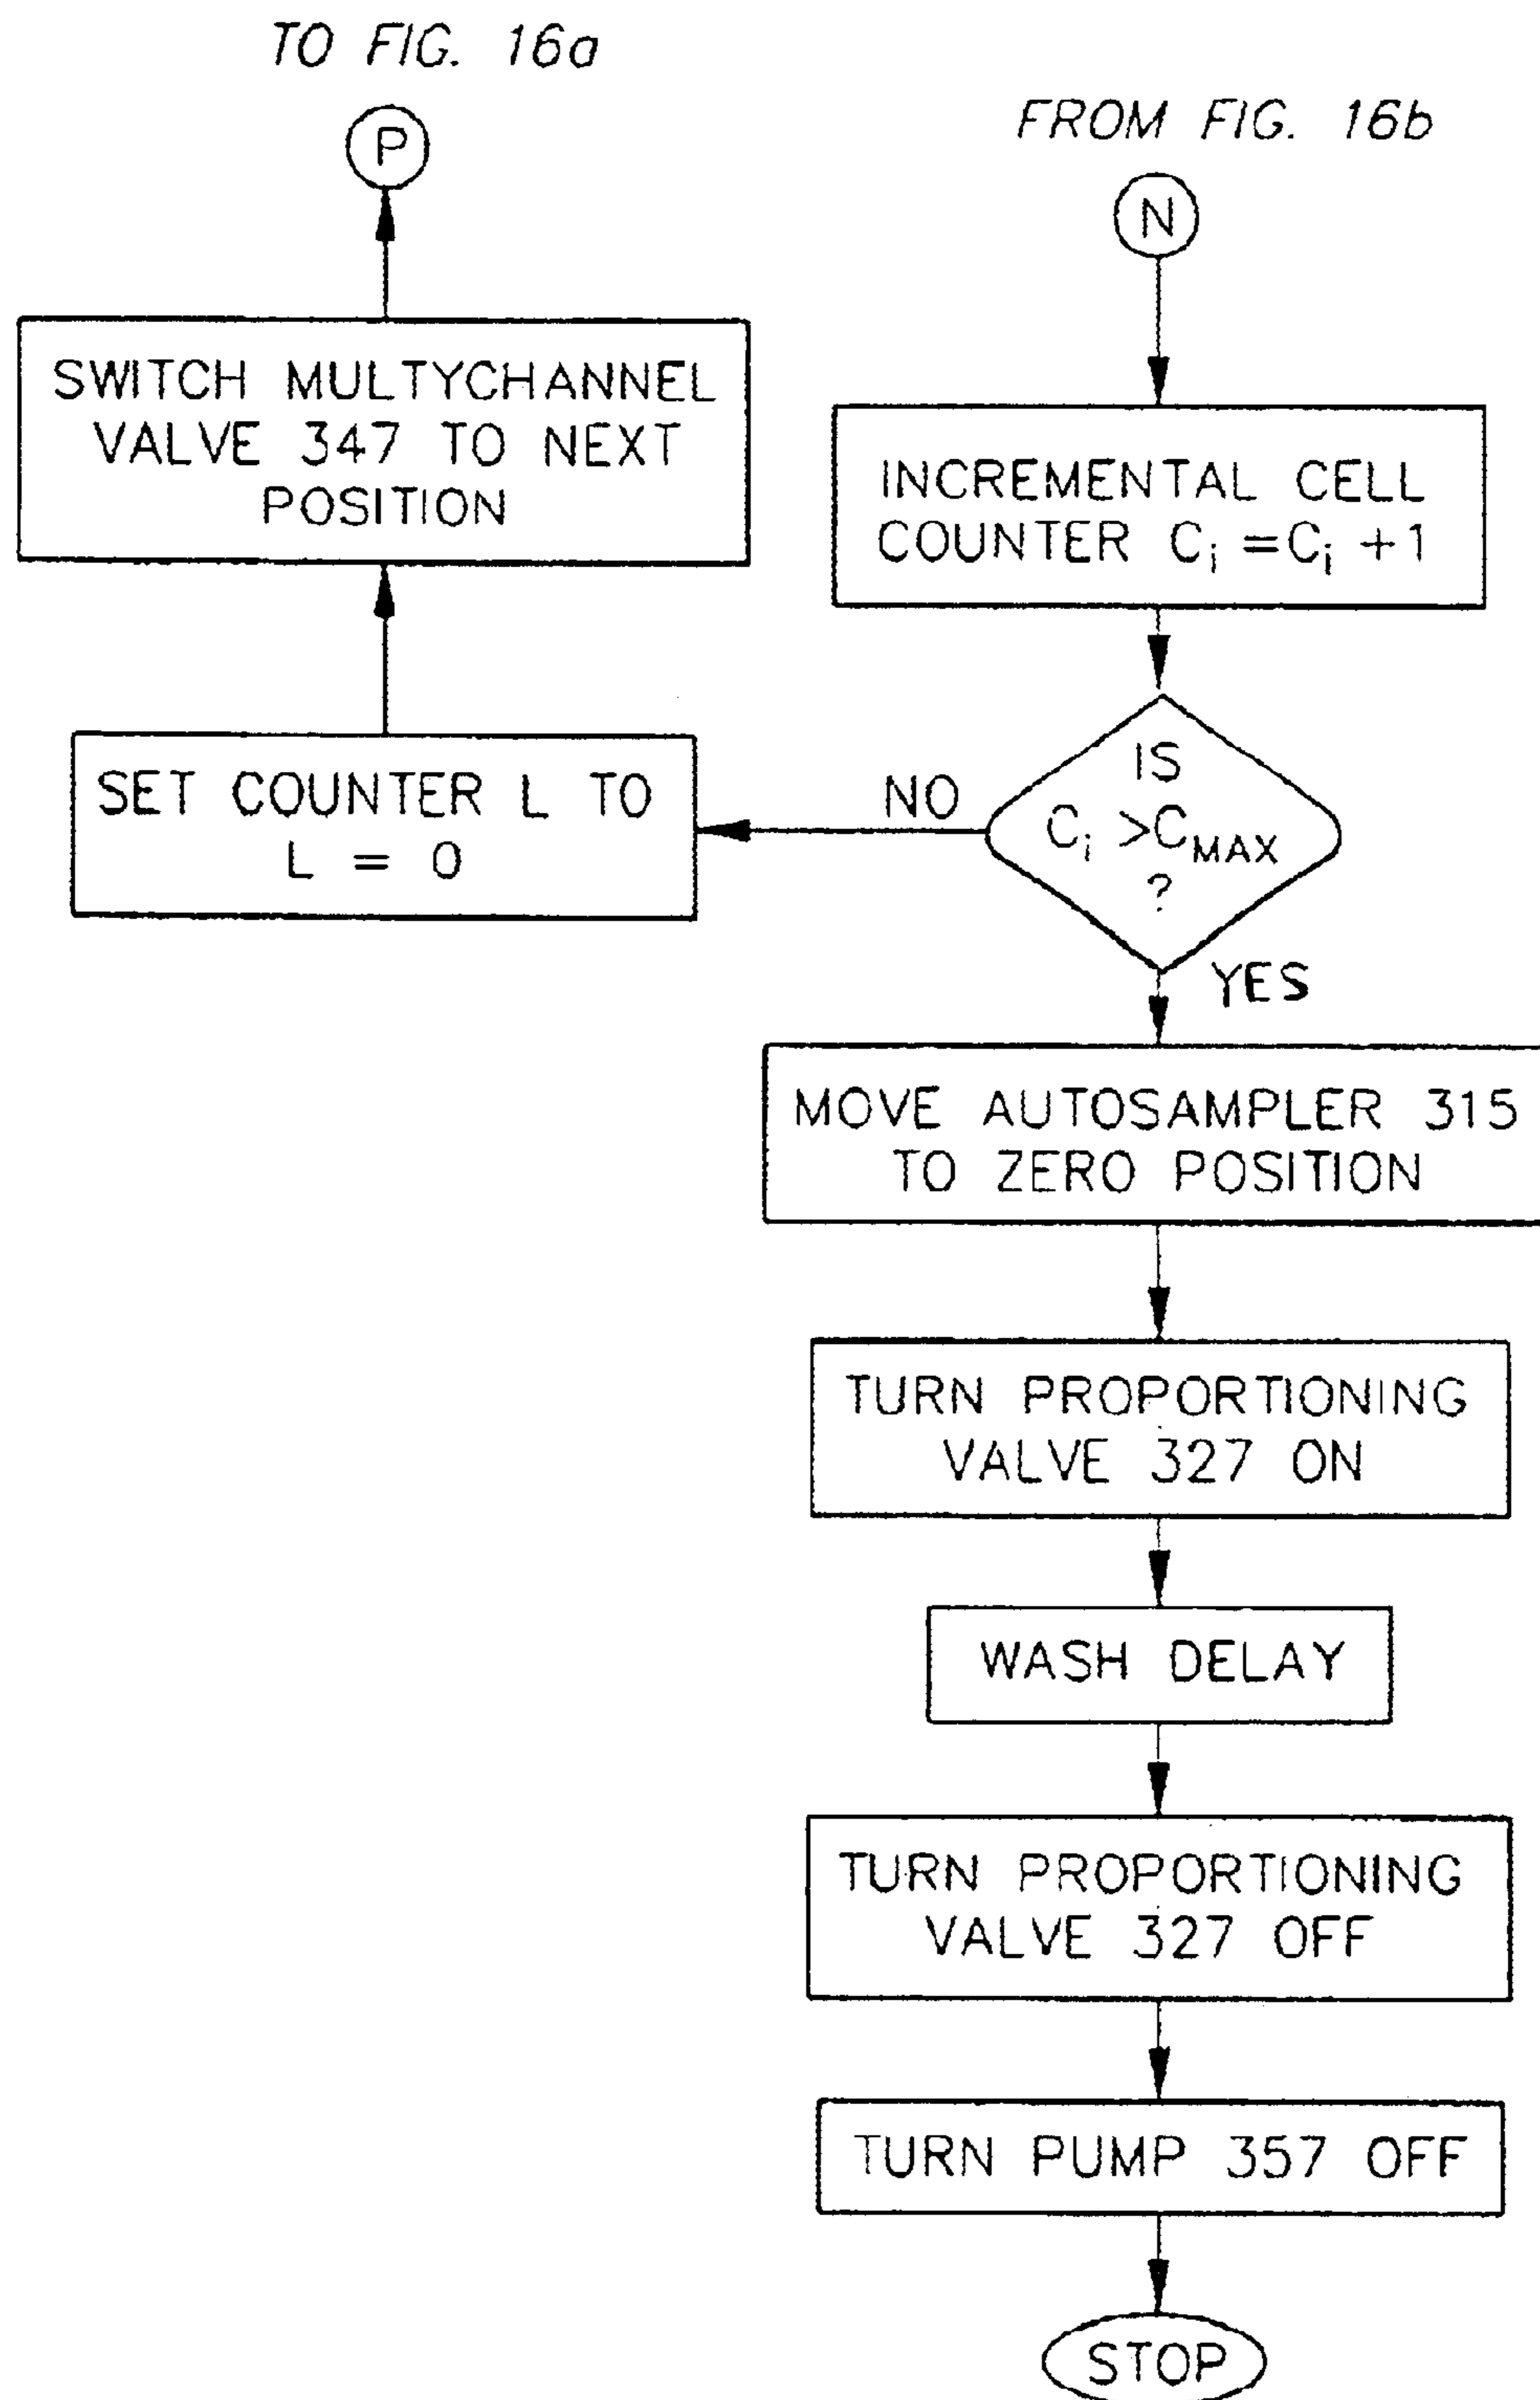 TO FIG. 16a
P
FROM FIG. 16b
N
SWITCH MULTYCHANNEL
VALVE 347 TO NEXT
POSITION
INCREMENTAL CELL
COUNTER Ci =Ci +1
SET COUNTER L TO
L = 0
NO
IS
Ci >CMAX
?
YES
MOVE AUTOSAMPLER 315
TO ZERO POSITION
TURN PROPORTIONING
VALVE 327 ON
WASH DELAY
TURN PROPORTIONING
VALVE 327 OFF
TURN PUMP 357 OFF
STOP